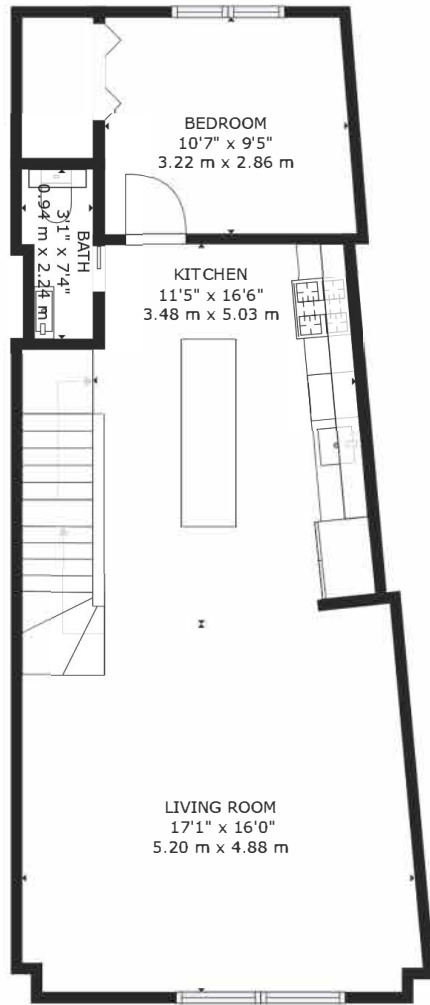 BEDROOM
10'7" x 9'5"
3.22 m x 2.86 m
BATH
3'1" x 7'4"
0.94 m x 2.24 m
KITCHEN
11'5" x 16'6"
3.48 m x 5.03 m
LIVING ROOM
17'1" x 16'0"
5.20 m x 4.88 m